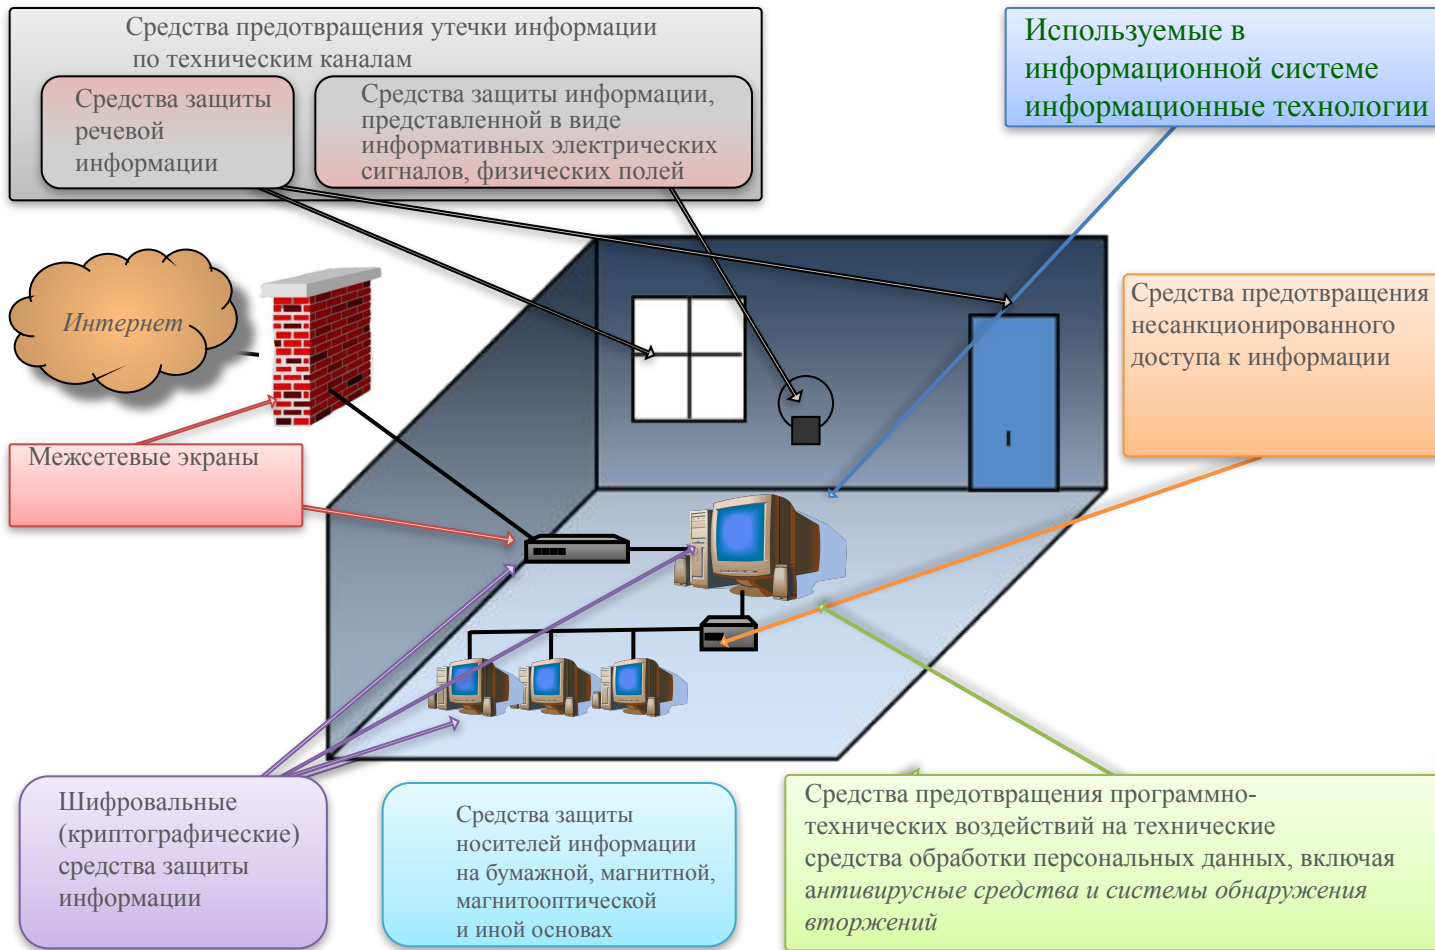 Средства предотвращения утечки информации
по техническим каналам
Средства защиты
речевой
информации
Средства защиты информации,
представленной в виде
информативных электрических
сигналов, физических полей
Используемые в
информационной системе
информационные технологии
Интернет
Средства предотвращения
несанкционированного
доступа к информации
Межсетевые экраны
Шифровальные
(криптографические)
средства защиты
информации
Средства защиты
носителей информации
на бумажной, магнитной,
магнитооптической
и иной основах
Средства предотвращения программно-
технических воздействий на технические
средства обработки персональных данных, включая
антивирусные средства и системы обнаружения
вторжений